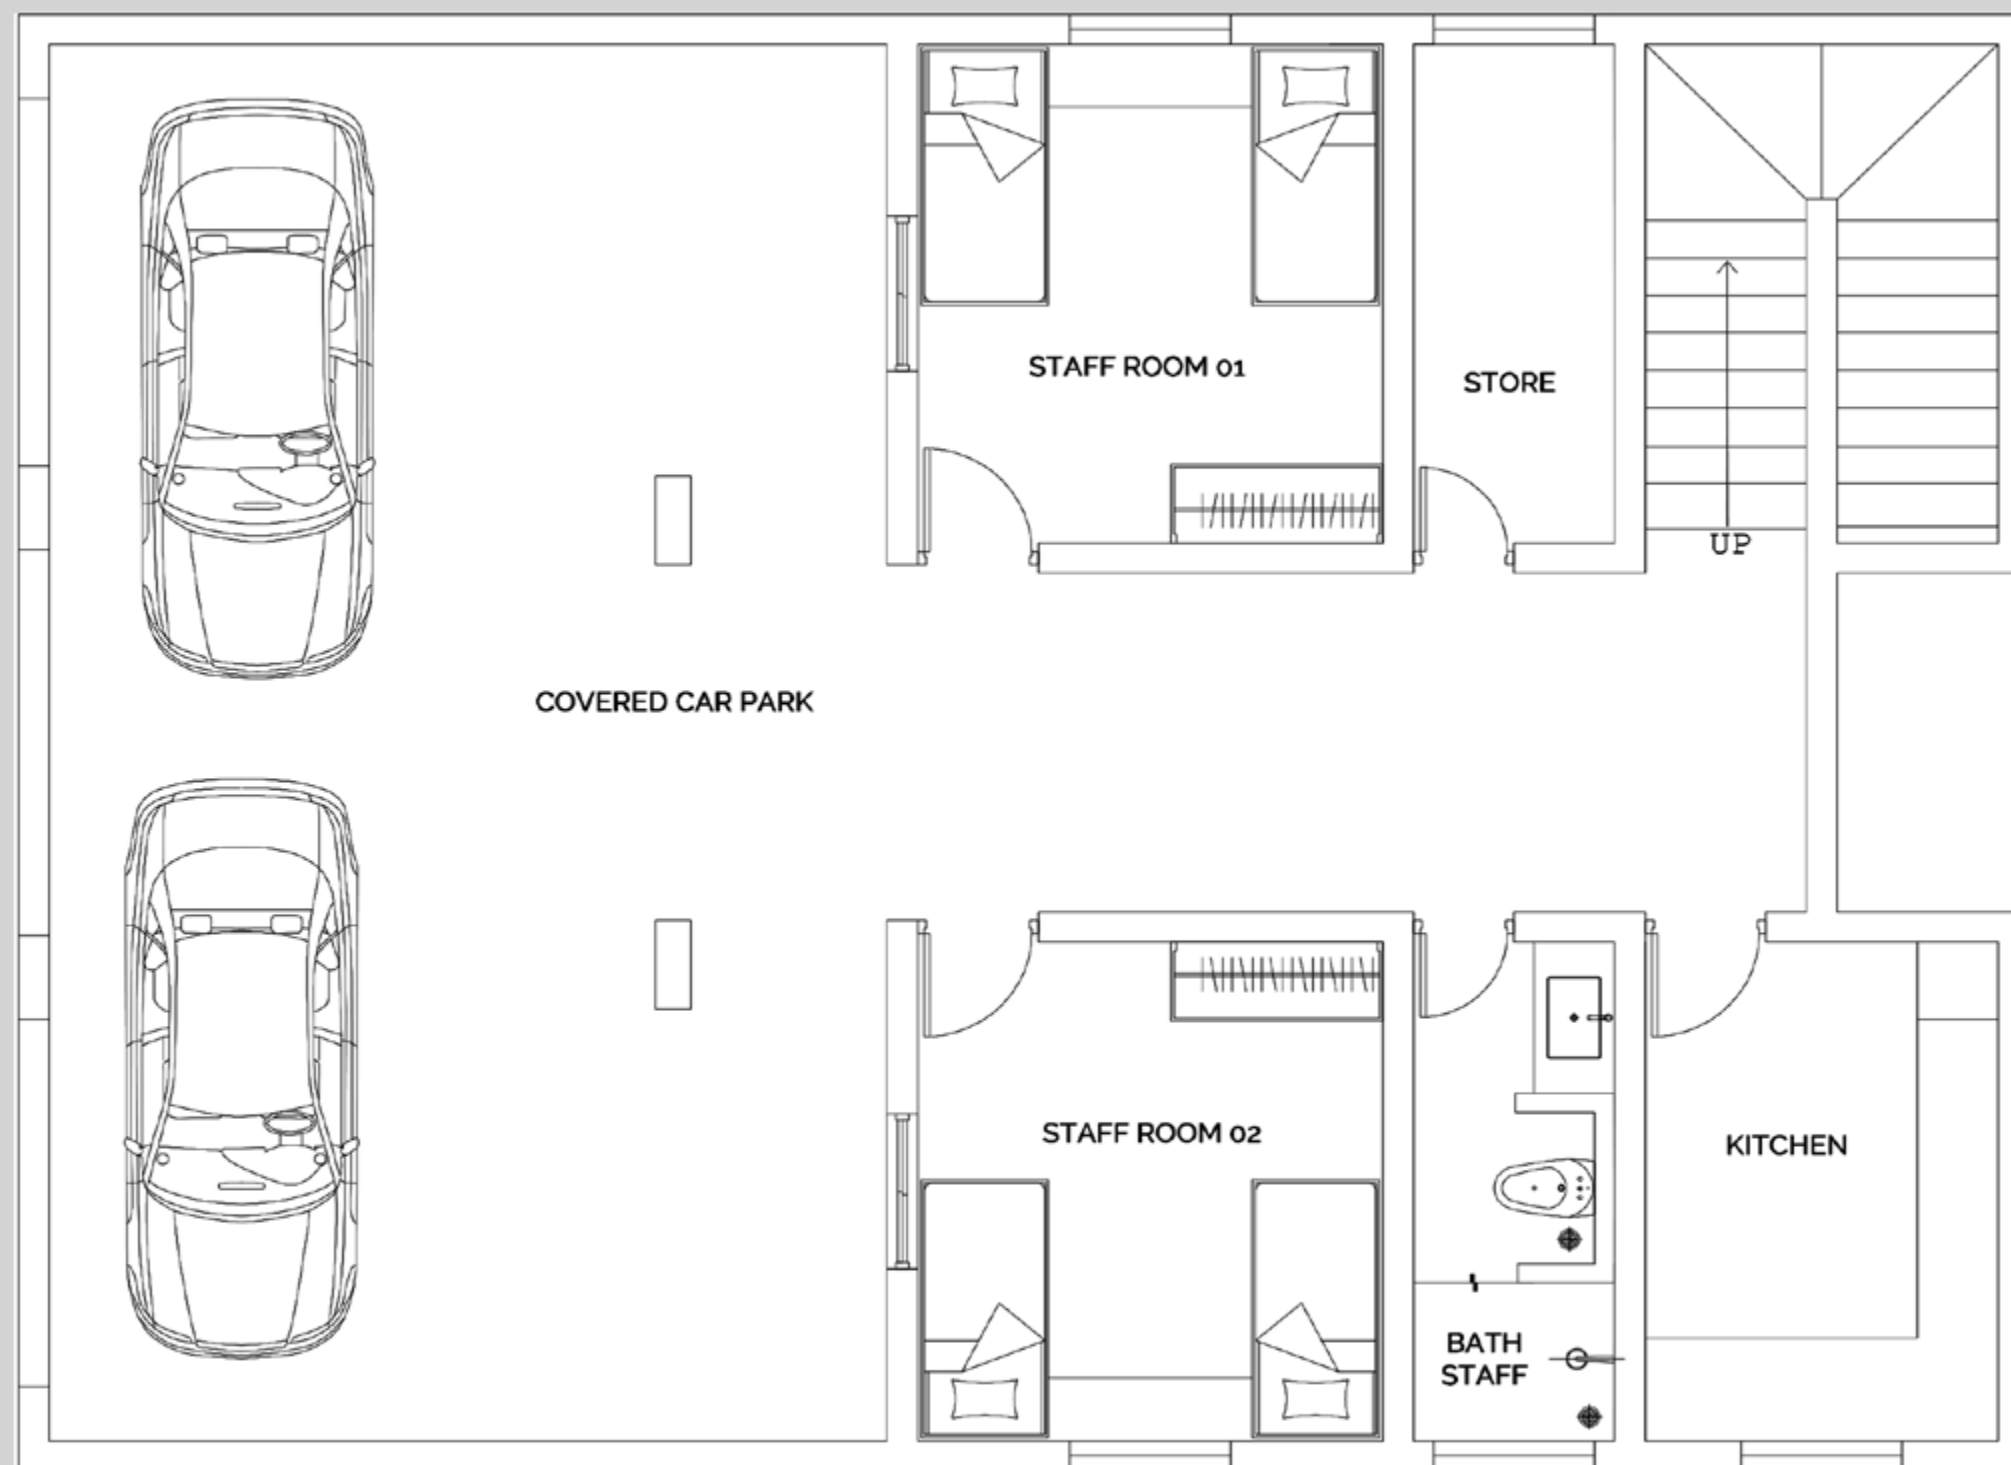 STAFF ROOM 01
STORE
UP
COVERED CAR PARK
STAFF ROOM 02
KITCHEN
BATH
STAFF